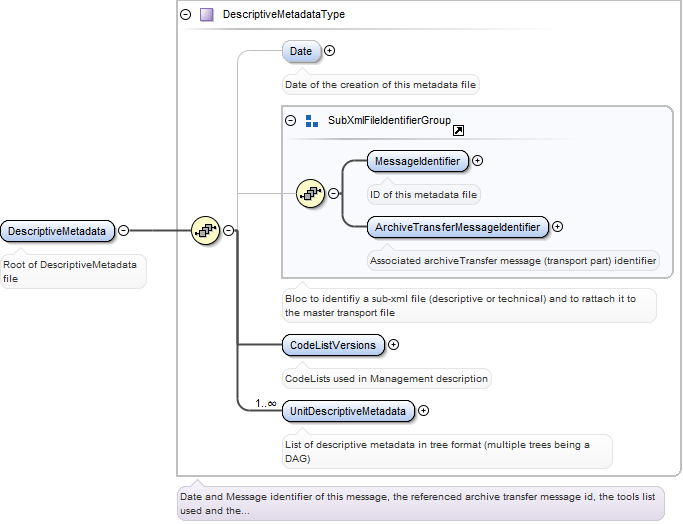 DescriptiveMetadataType
Date
Date of the creation of this metadata file
SubXmlFileIdentifierGroup
MessageIdentifier
ID of this metadata file
ArchiveTransferMessageIdentifier
Associated archiveTransfer message (transport part) identifier
DescriptiveMetadata
Root of DescriptiveMetadata
file
Bloc to identifiy a sub-xml file (descriptive or technical) and to rattach it to
the master transport file
CodeListVersions
CodeLists used in Management description
1..∞
UnitDescriptiveMetadata
List of descriptive metadata in tree format (multiple trees being a
DAG)
Date and Message identifier of this message, the referenced archive transfer message id, the tools list
used and the...